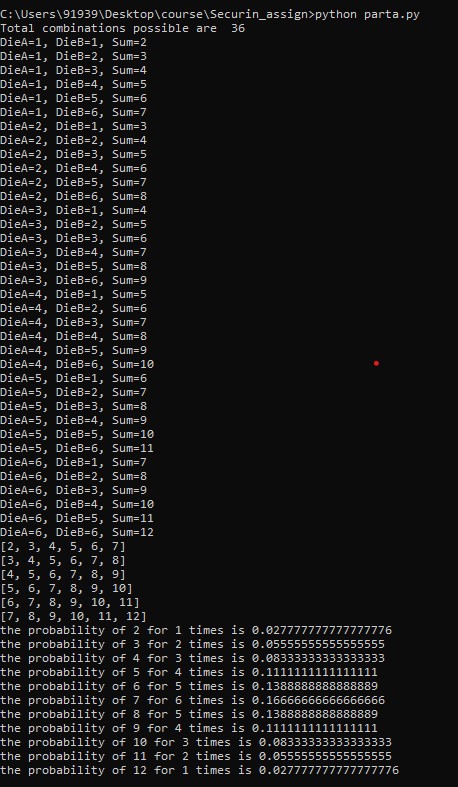 C:\Users\91939\Desktop\course\Securin_assign>python parta.py
Total combinations possible are  36
DieA=1, DieB=1, Sum=2
DieA=1, DieB=2, Sum=3
DieA=1, DieB=3, Sum=4
DieA=1, DieB=4, Sum=5
DieA=1, DieB=5, Sum=6
DieA=1, DieB=6, Sum=7
DieA=2, DieB=1, Sum=3
DieA=2, DieB=2, Sum=4
DieA=2, DieB=3, Sum=5
DieA=2, DieB=4, Sum=6
DieA=2, DieB=5, Sum=7
DieA=2, DieB=6, Sum=8
DieA=3, DieB=1, Sum=4
DieA=3, DieB=2, Sum=5
DieA=3, DieB=3, Sum=6
DieA=3, DieB=4, Sum=7
DieA=3, DieB=5, Sum=8
DieA=3, DieB=6, Sum=9
DieA=4, DieB=1, Sum=5
DieA=4, DieB=2, Sum=6
DieA=4, DieB=3, Sum=7
DieA=4, DieB=4, Sum=8
DieA=4, DieB=5, Sum=9
DieA=4, DieB=6, Sum=10
DieA=5, DieB=1, Sum=6
DieA=5, DieB=2, Sum=7
DieA=5, DieB=3, Sum=8
DieA=5, DieB=4, Sum=9
DieA=5, DieB=5, Sum=10
DieA=5, DieB=6, Sum=11
DieA=6, DieB=1, Sum=7
DieA=6, DieB=2, Sum=8
DieA=6, DieB=3, Sum=9
DieA=6, DieB=4, Sum=10
DieA=6, DieB=5, Sum=11
DieA=6, DieB=6, Sum=12
[2, 3, 4, 5, 6, 7]
[3, 4, 5, 6, 7, 8]
[4, 5, 6, 7, 8, 9]
[5, 6, 7, 8, 9, 10]
[6, 7, 8, 9, 10, 11]
[7, 8, 9, 10, 11, 12]
the probability of 2 for 1 times is 0.027777777777777776
the probability of 3 for 2 times is 0.05555555555555555
the probability of 4 for 3 times is 0.08333333333333333
the probability of 5 for 4 times is 0.1111111111111111
the probability of 6 for 5 times is 0.1388888888888889
the probability of 7 for 6 times is 0.16666666666666666
the probability of 8 for 5 times is 0.1388888888888889
the probability of 9 for 4 times is 0.1111111111111111
the probability of 10 for 3 times is 0.08333333333333333
the probability of 11 for 2 times is 0.05555555555555555
the probability of 12 for 1 times is 0.027777777777777776